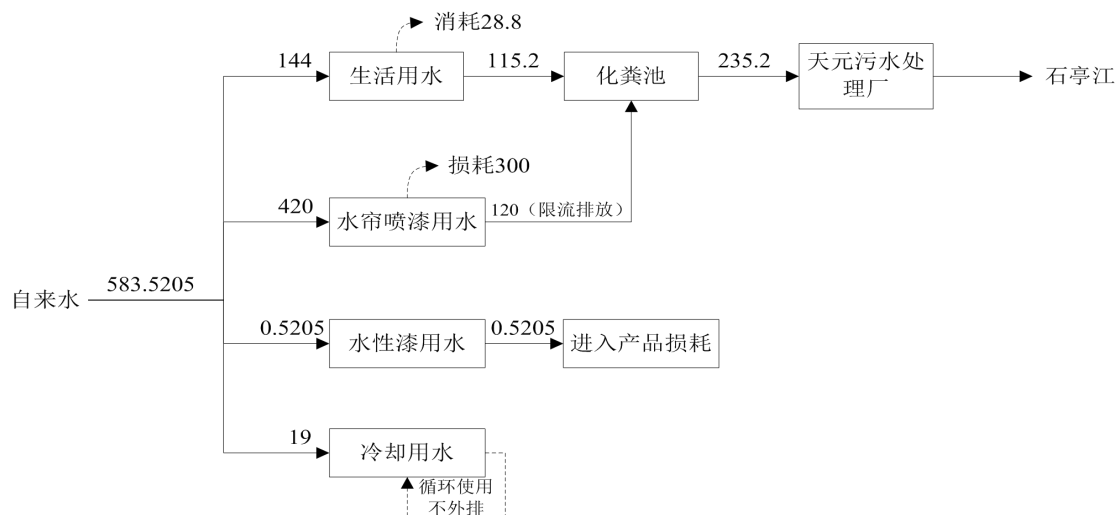 消耗28.8
144
生活用水
115.2
化粪池
235.2
天元污水处
理厂
石亭江
损耗300
420
水帘喷漆用水
120（限流排放）
自来水
583.5205
0.5205
水性漆用水
0.5205
进入产品损耗
19
冷却用水
循环使用
不外排